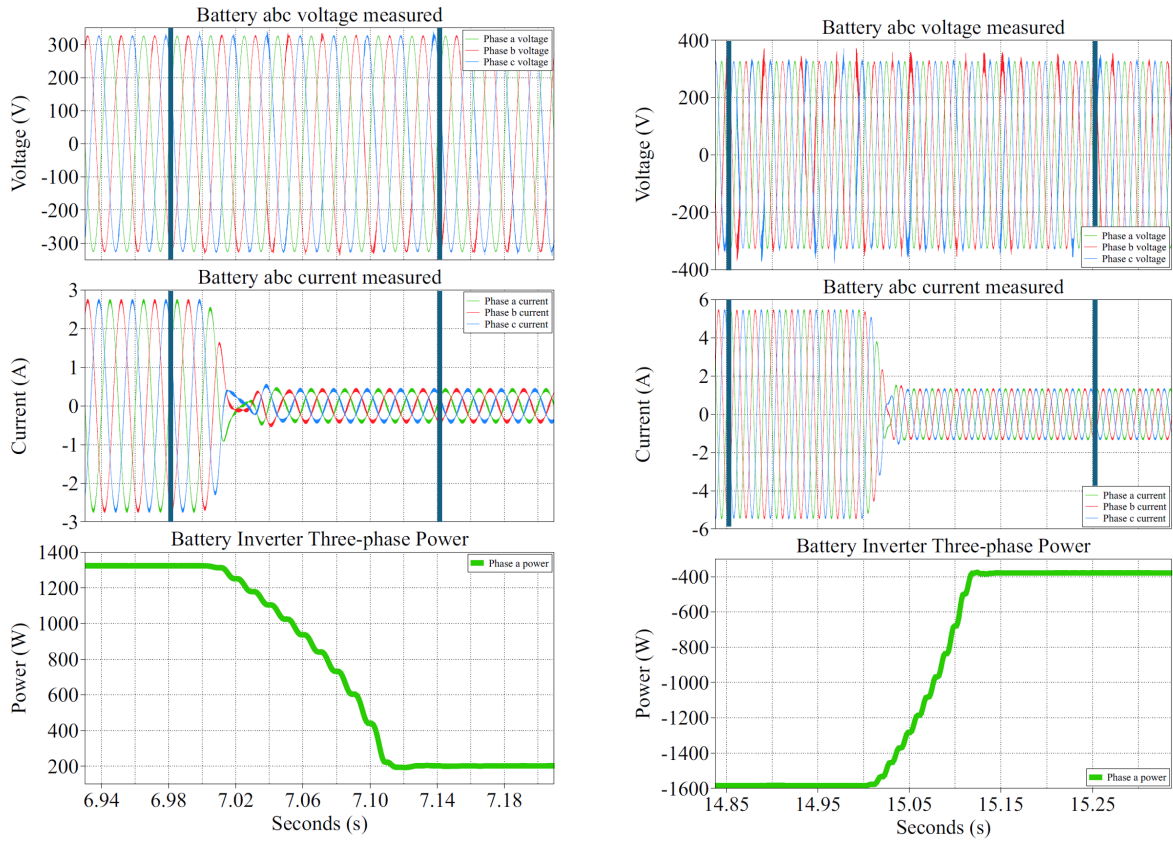 Battery abc voltage measured
Voltage (V)
300
200
100
0
-100
-200
-300
Phase a voltage
Phase b voltage
Phase c voltage
Battery abc current measured
Current (A)
3
2
1
0
-1
-2
-3
Phase a current
Phase b current
Phase c current
Battery Inverter Three-phase Power
Power (W)
1400
1200
1000
800
600
400
200
Phase a power
6.94 6.98 7.02 7.06 7.10 7.14 7.18
Seconds (s)
Battery abc voltage measured
Voltage (V)
400
200
0
-200
-400
Phase a voltage
Phase b voltage
Phase c voltage
Battery abc current measured
Current (A)
6
4
2
0
-2
-4
-6
Phase a current
Phase b current
Phase c current
Battery Inverter Three-phase Power
Power (W)
-400
-600
-800
-1000
-1200
-1400
-1600
Phase a power
14.85 14.95 15.05 15.15 15.25
Seconds (s)